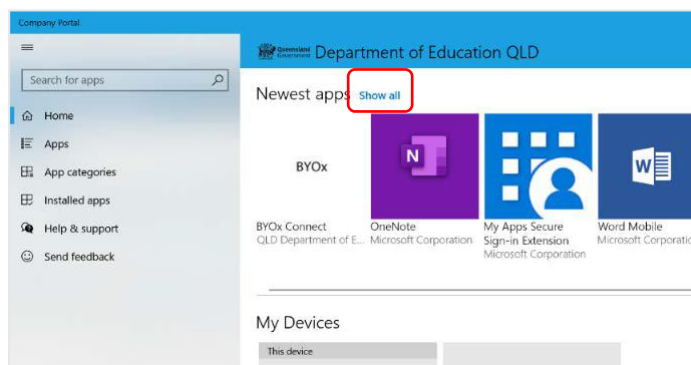 Company Portal
Search for apps
Home
Apps
App categories
Installed apps
Help & support
Send feedback
Queensland
Government
Department of Education QLD
Newest apps Show all
BYOx
N
W
BYOx Connect
QLD Department of E...
OneNote
Microsoft Corporation
My Apps Secure
Sign-in Extension
Microsoft Corporation
Word Mobile
Microsoft Corporatio
My Devices
This device